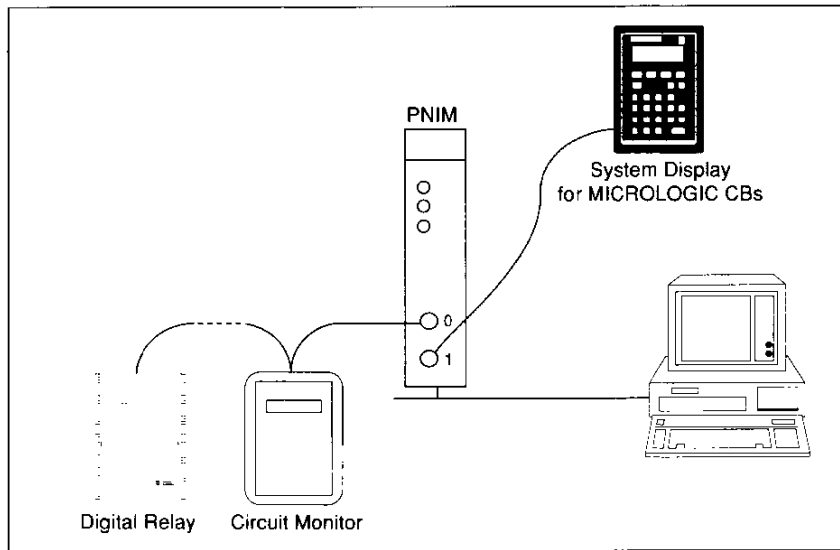 PNIM
System Display
for MICROLOGIC CBs
0
1
Digital Relay
Circuit Monitor